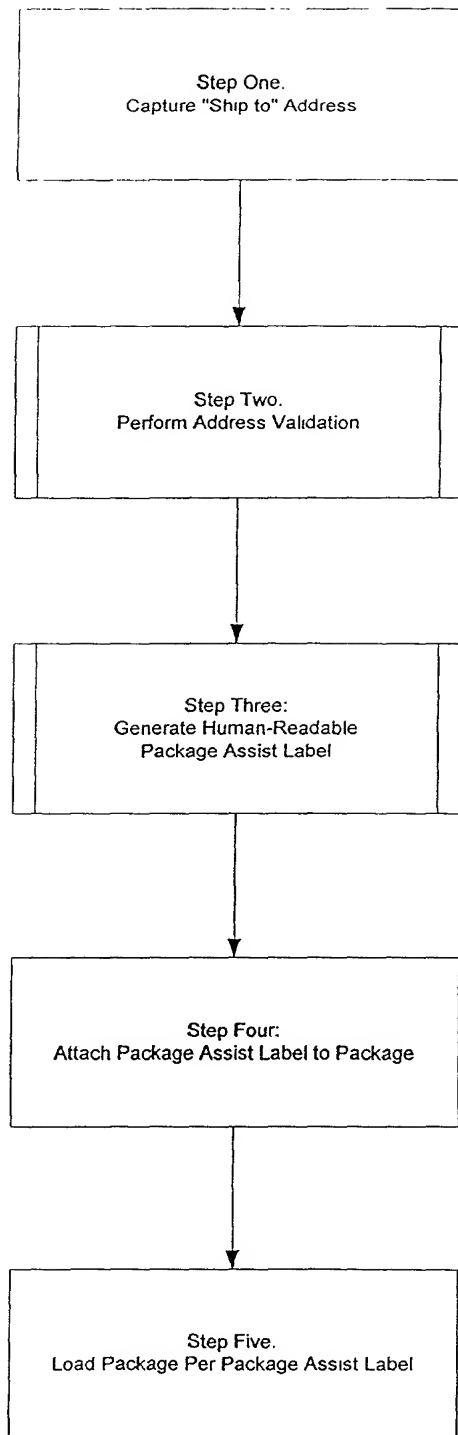 Step One.
Capture "Ship to" Address
Step Two.
Perform Address Validation
Step Three:
Generate Human-Readable
Package Assist Label
Step Four:
Attach Package Assist Label to Package
Step Five.
Load Package Per Package Assist Label